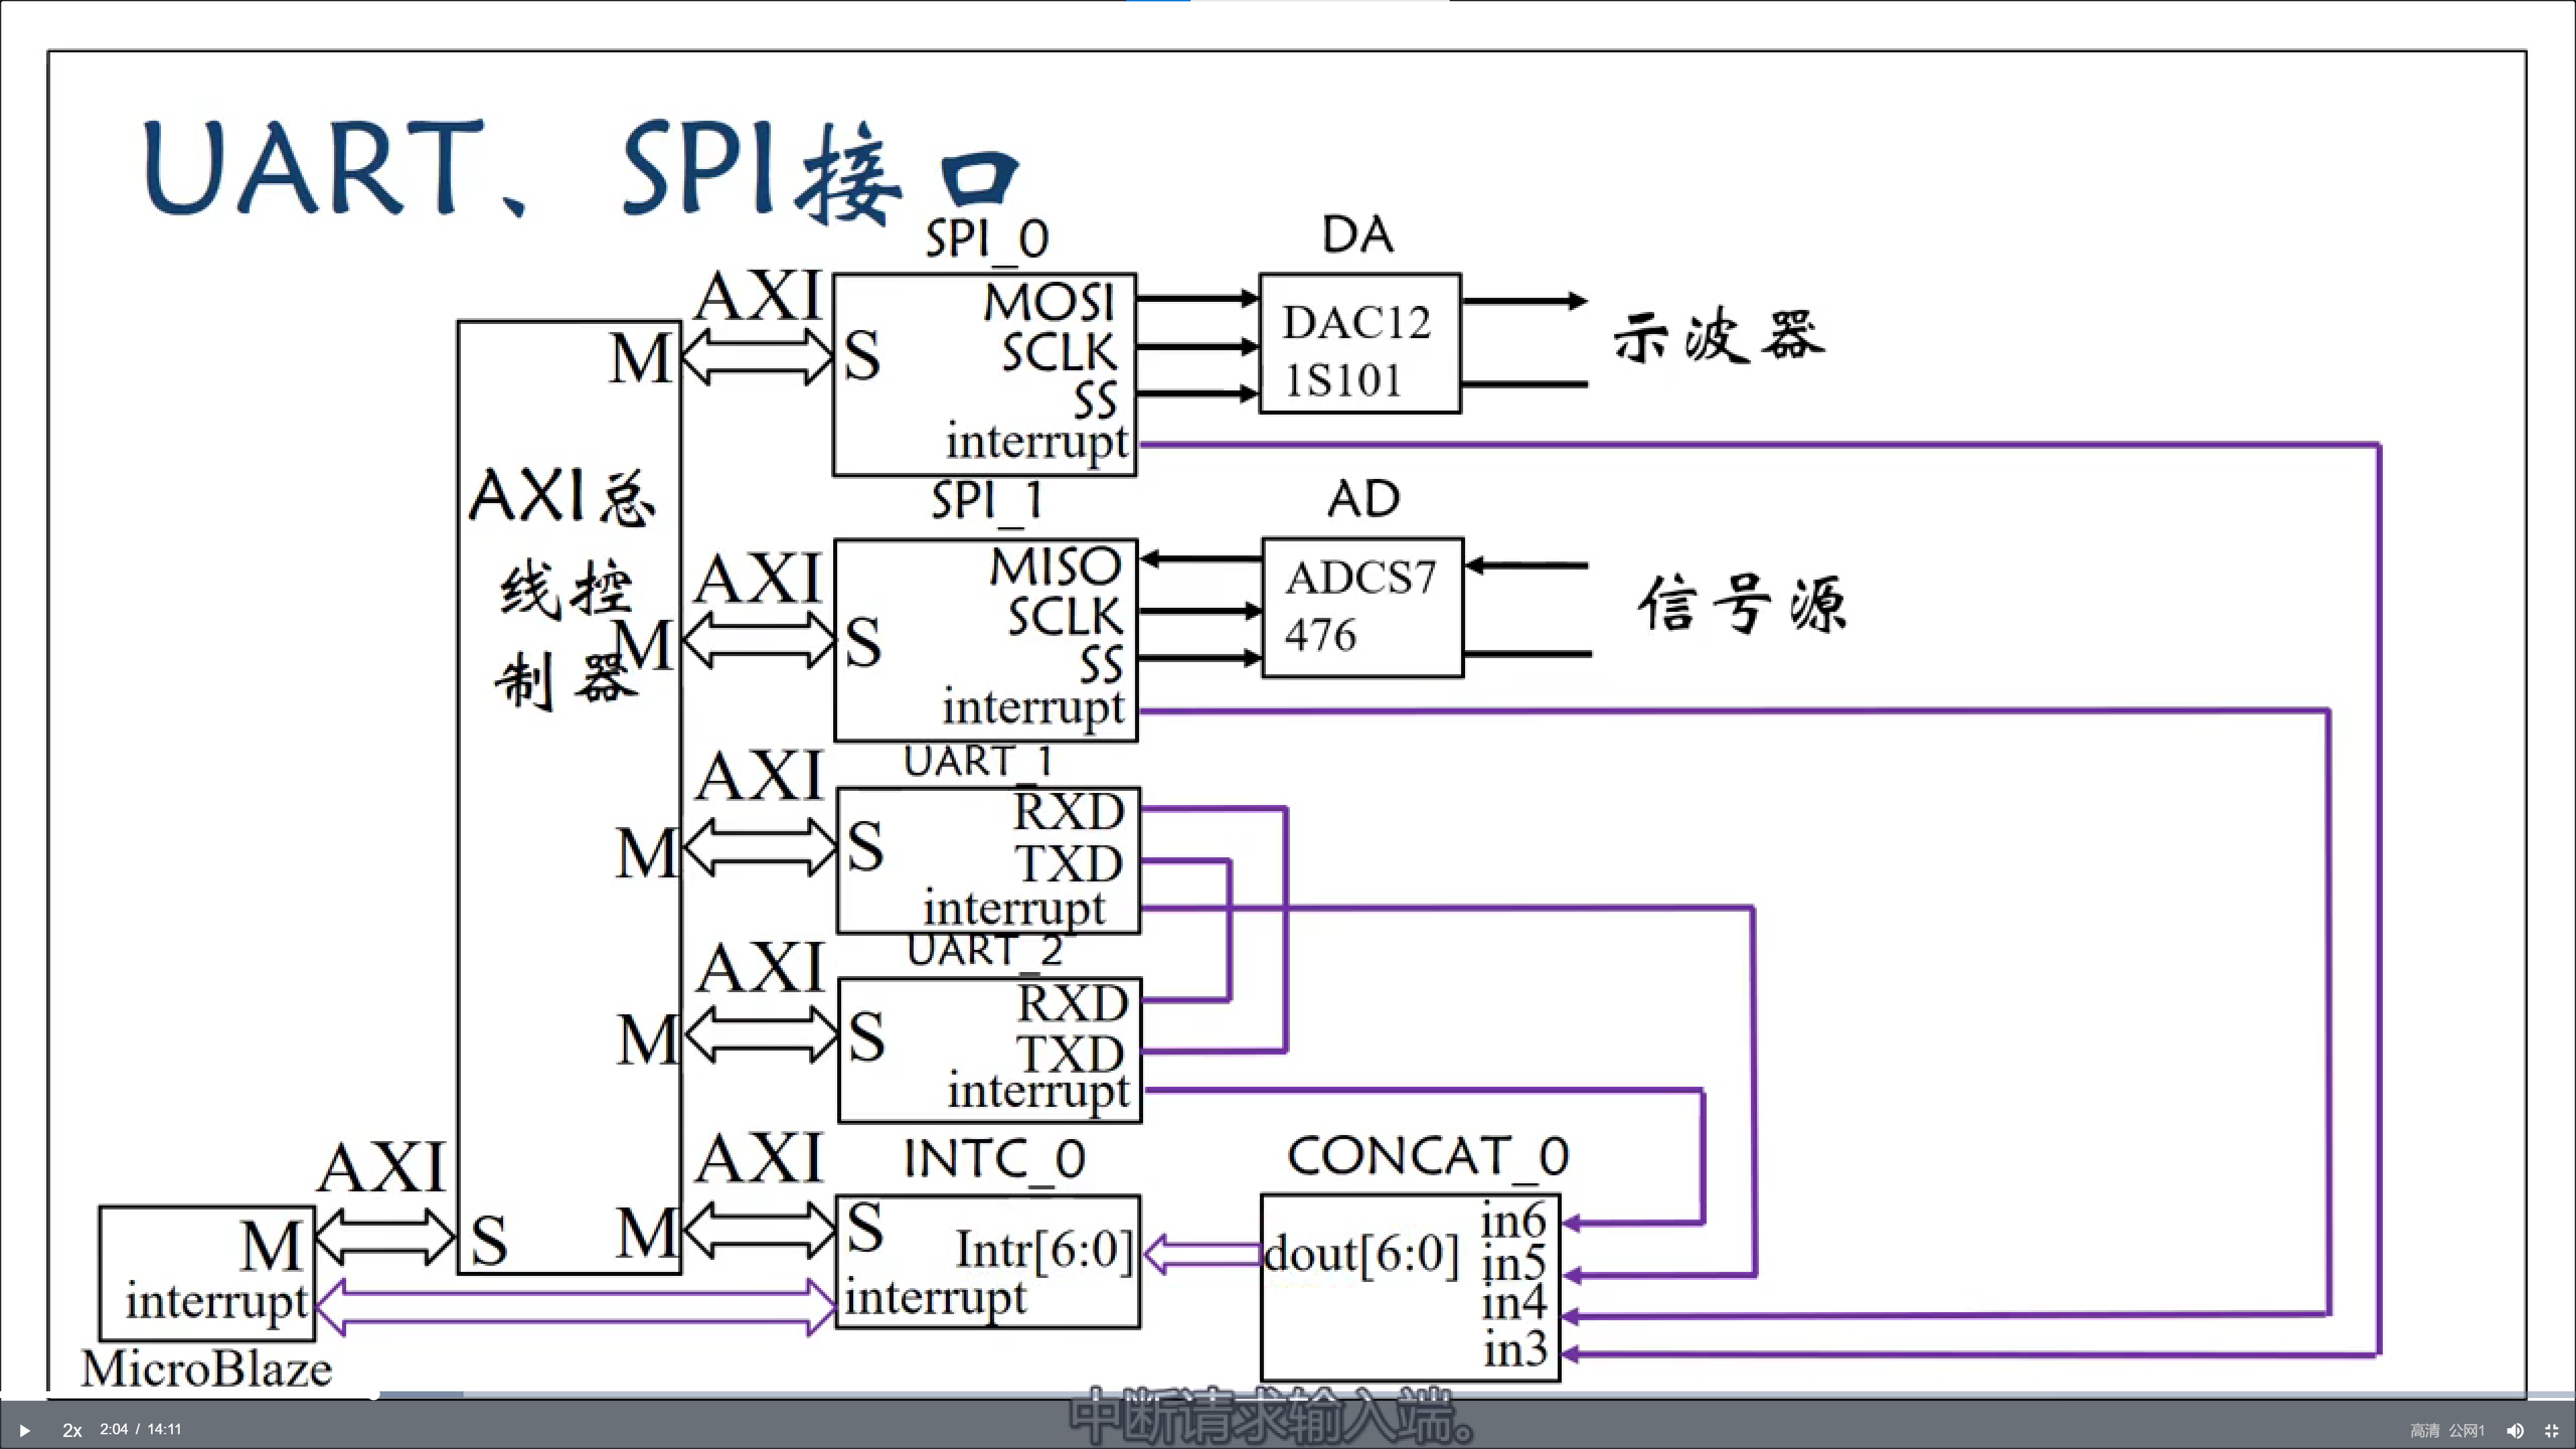 UART、SPI接口
SPI_0
DA
AXI
M
S
MOSI
SCLK
SS
interrupt
DAC12
1S101
示波器
AXI总
线控
制器
SPI_1
AD
AXI
M
S
MISO
SCLK
SS
interrupt
ADCS7
476
信号源
UART_1
AXI
M
S
RXD
TXD
interrupt
UART_2
AXI
M
S
RXD
TXD
interrupt
INTC_0
CONCAT_0
AXI
AXI
M
S
M
S
Intr[6:0]
dout[6:0]
in6
in5
in4
in3
interrupt
interrupt
MicroBlaze
中断请求输入端。
2x
2:04 / 14:11
高清
公网1